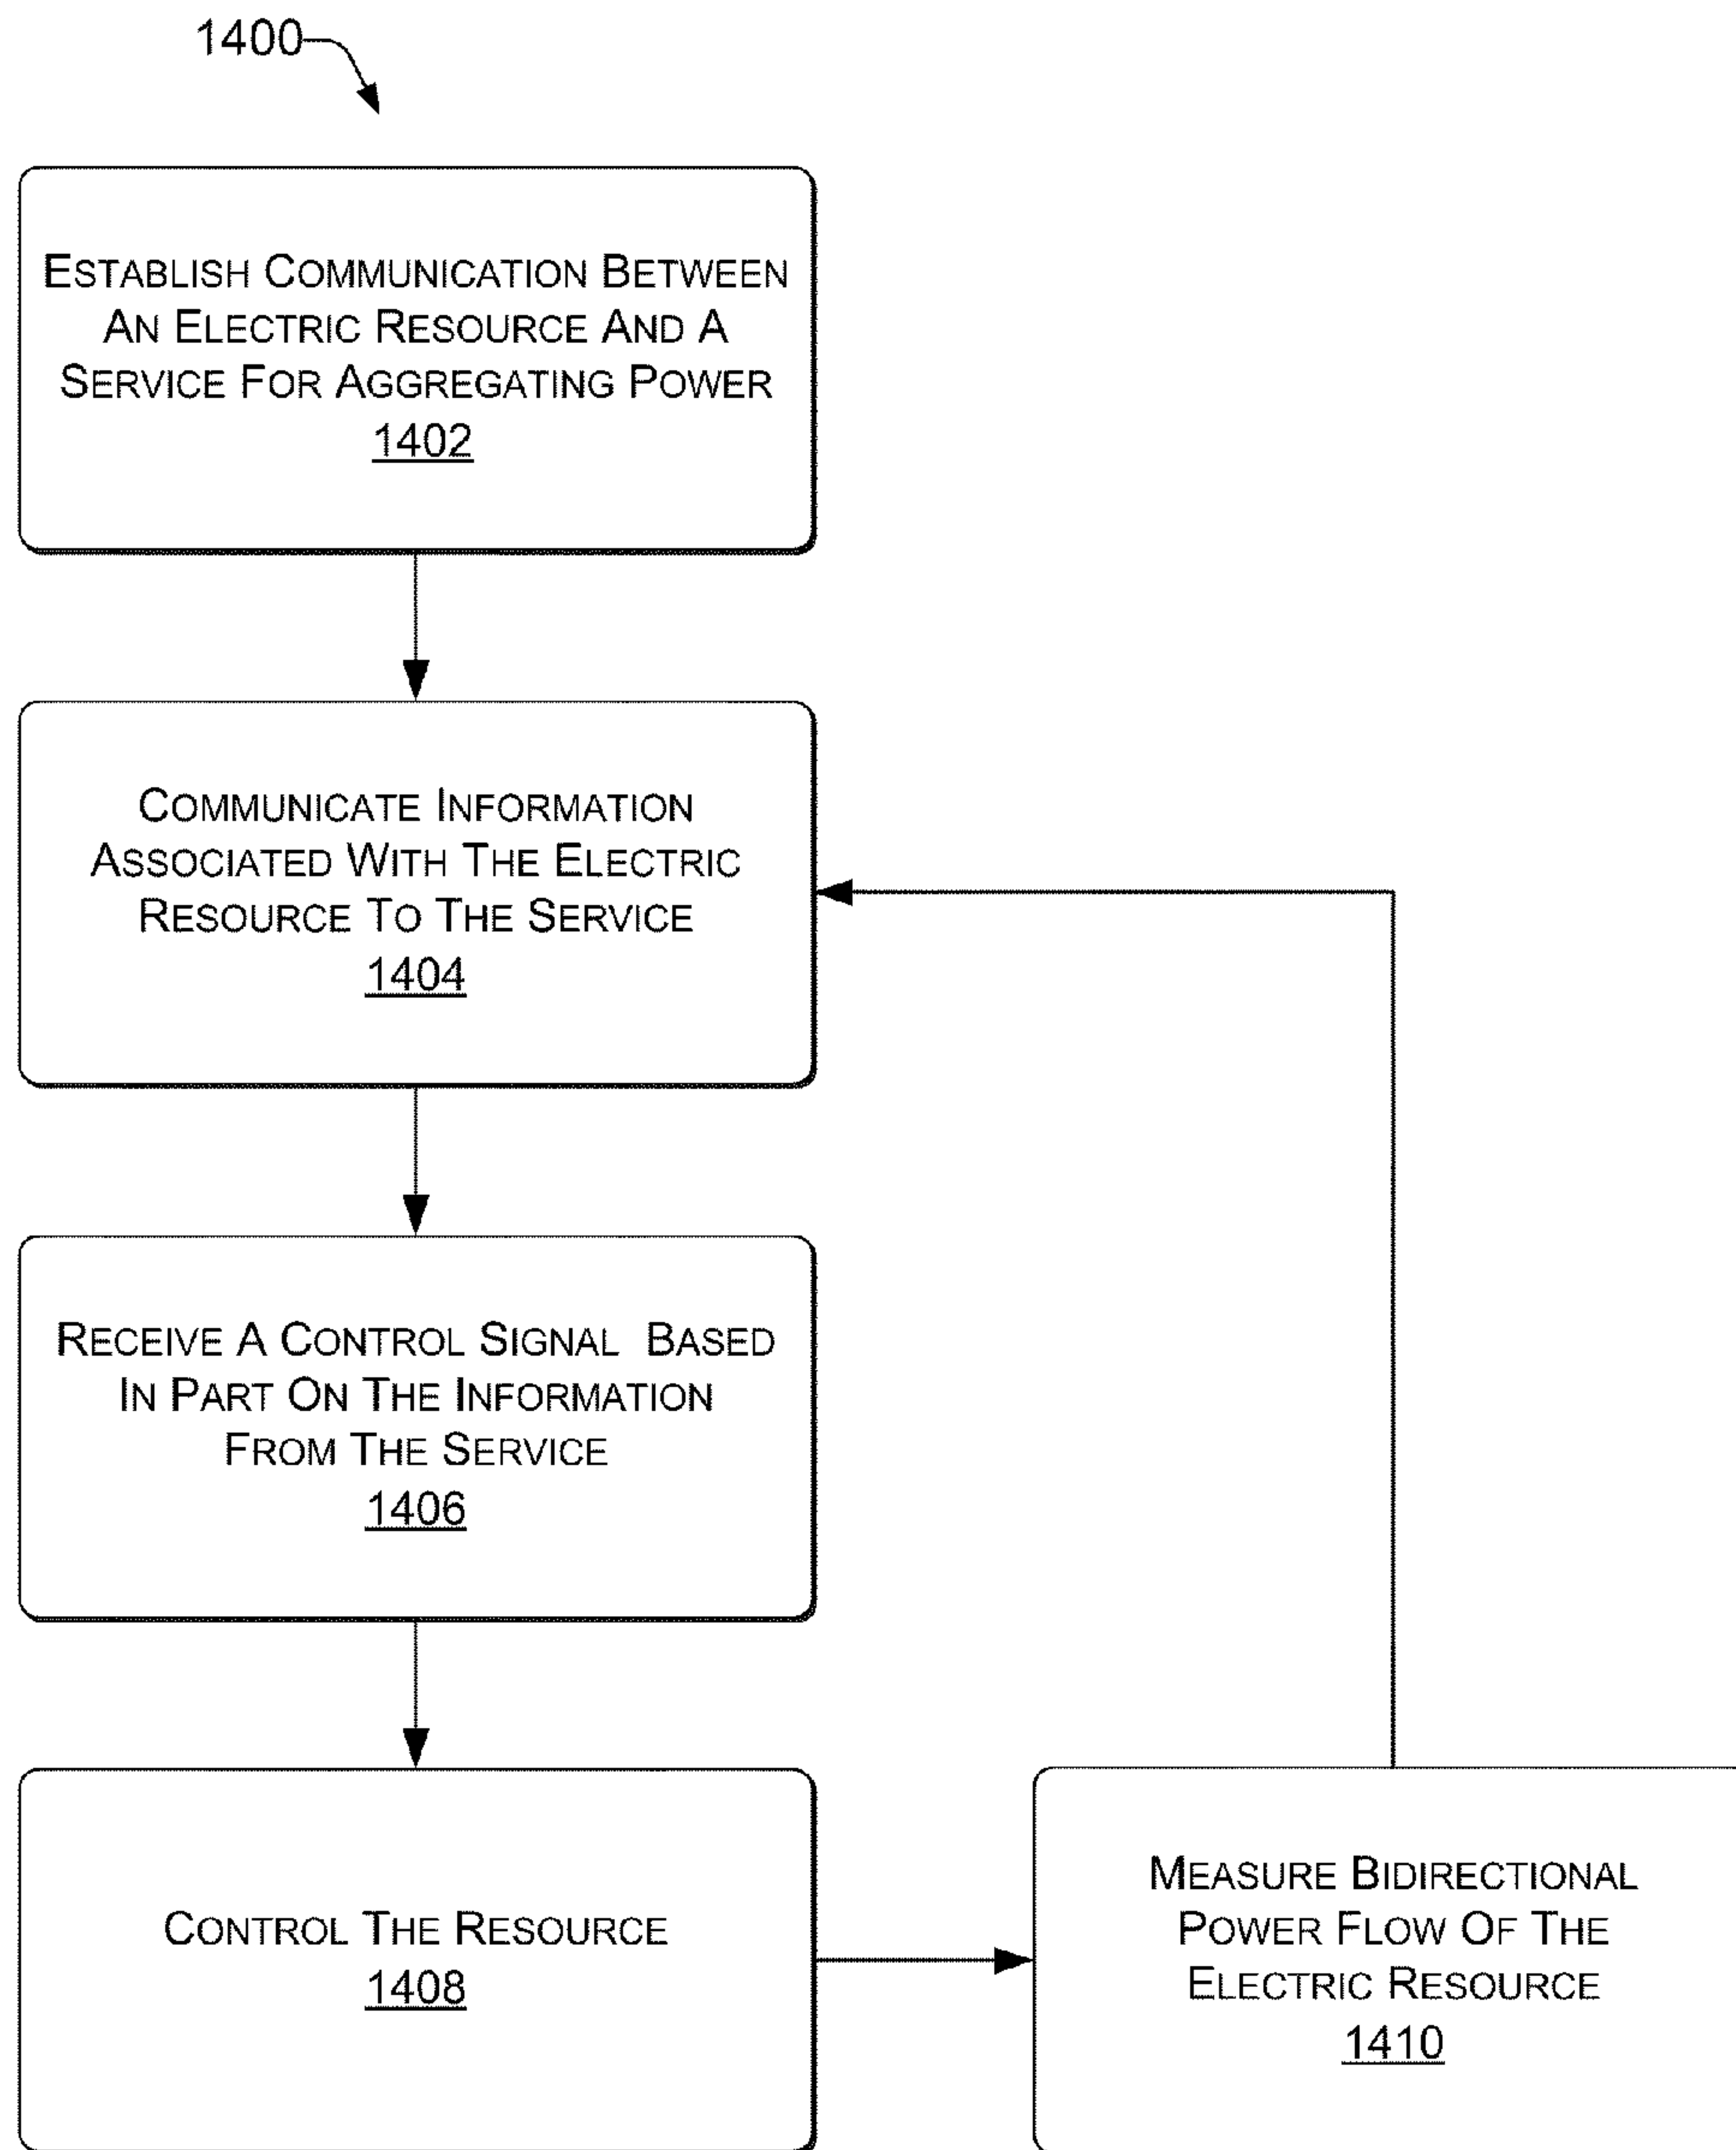 1400
ESTABLISH COMMUNICATION BETWEEN
AN ELECTRIC RESOURCE AND A
SERVICE FOR AGGREGATING POWER
1402
COMMUNICATE INFORMATION
ASSOCIATED WITH THE ELECTRIC
RESOURCE TO THE SERVICE
1404
RECEIVE A CONTROL SIGNAL BASED
IN PART ON THE INFORMATION
FROM THE SERVICE
1406
CONTROL THE RESOURCE
1408
MEASURE BIDIRECTIONAL
POWER FLOW OF THE
ELECTRIC RESOURCE
1410